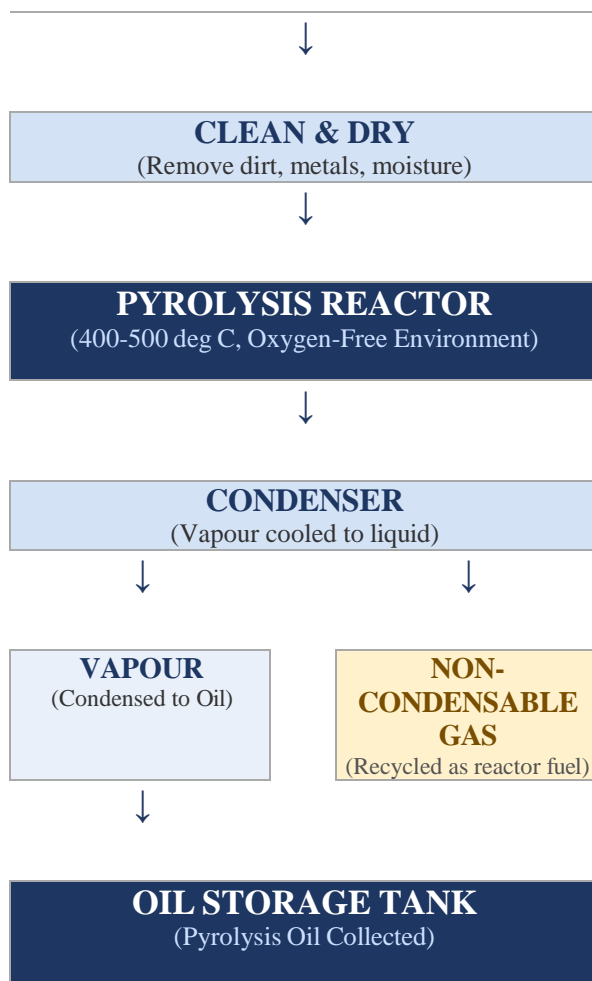 ↓
CLEAN & DRY
(Remove dirt, metals, moisture)
↓
PYROLYSIS REACTOR
(400-500 deg C, Oxygen-Free Environment)
↓
CONDENSER
(Vapour cooled to liquid)
↓ ↓
VAPOUR
(Condensed to Oil)
NON-
CONDENSABLE
GAS
(Recycled as reactor fuel)
↓
OIL STORAGE TANK
(Pyrolysis Oil Collected)